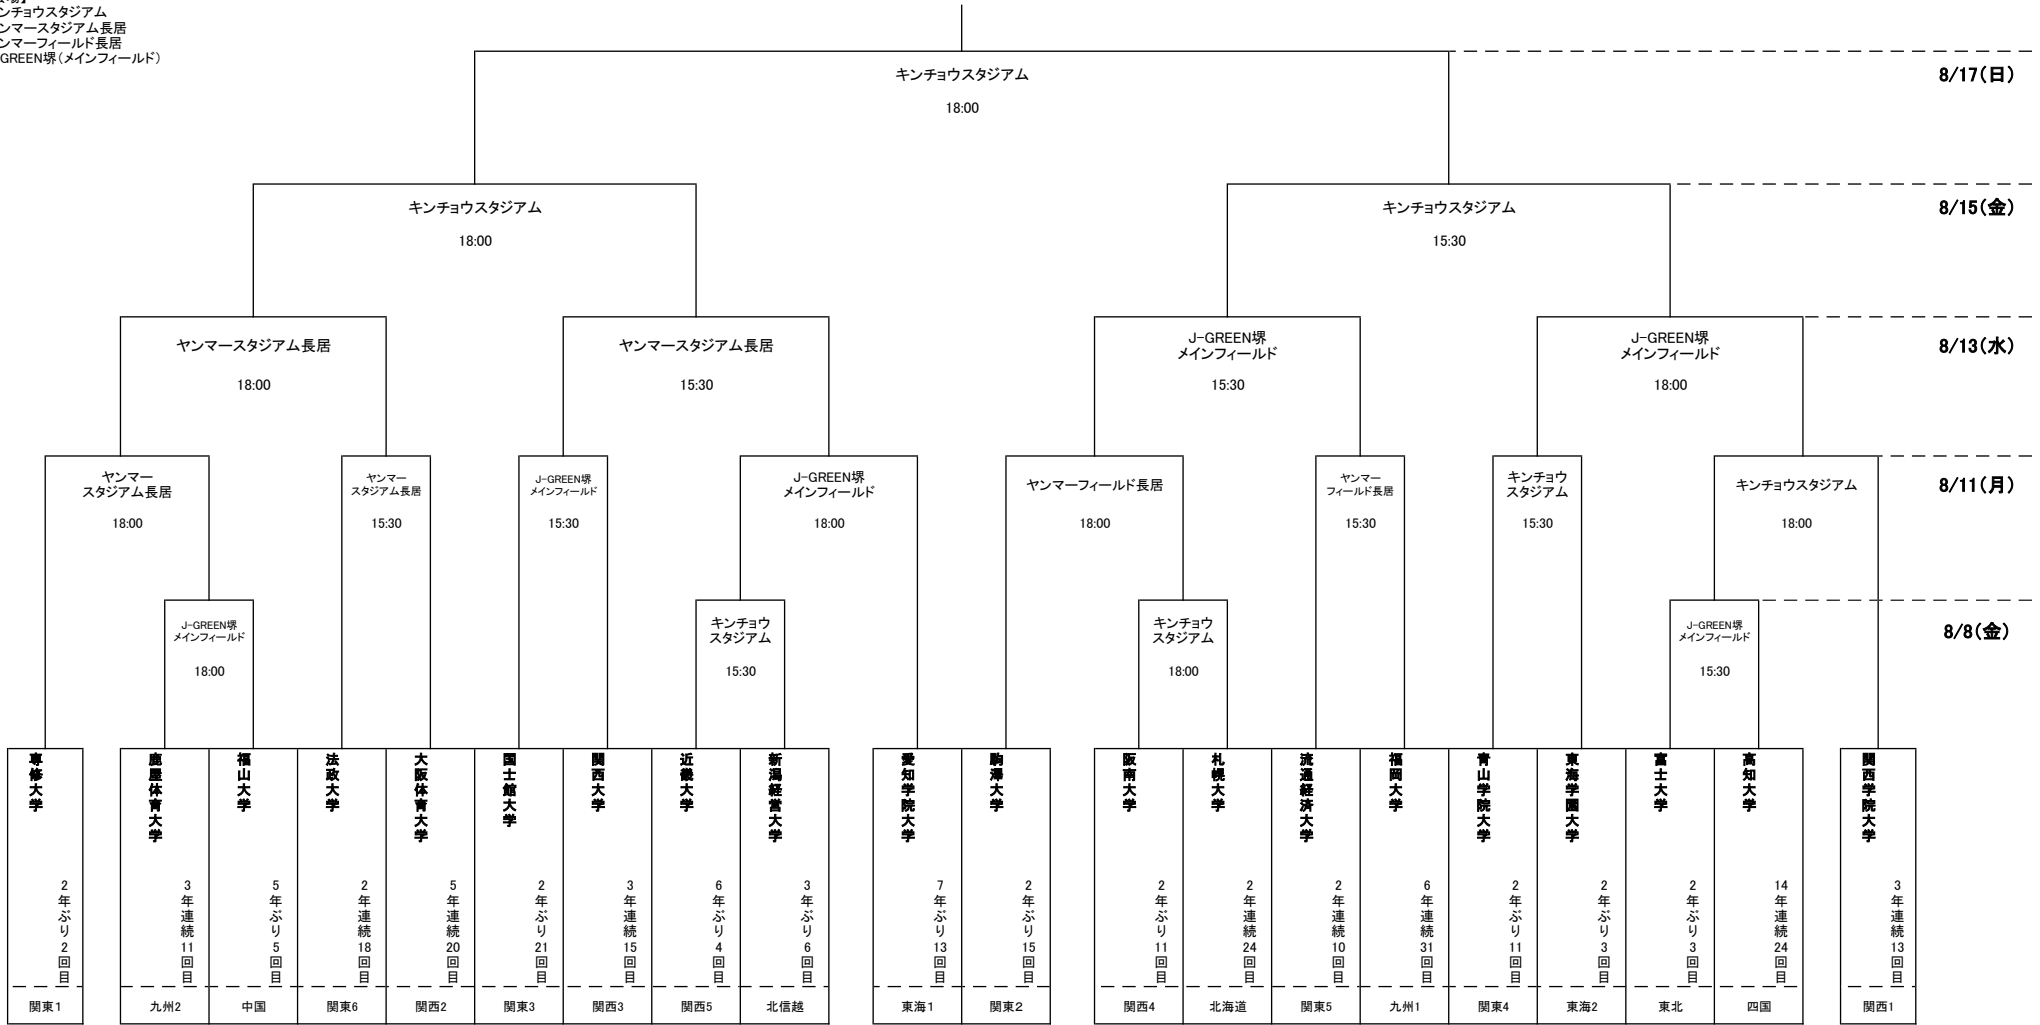 ンチョウスタジアム
ンマースタジアム長居
ンマーフィールド長居
GREEN堺（メインフィールド）
キンチョウスタジアム
18:00
8/17（日）
キンチョウスタジアム
18:00
キンチョウスタジアム
15:30
8/15（金）
ヤンマースタジアム長居
18:00
ヤンマースタジアム長居
15:30
J-GREEN堺
メインフィールド
15:30
J-GREEN堺
メインフィールド
18:00
8/13（水）
ヤンマー
スタジアム長居
18:00
ヤンマー
スタジアム長居
15:30
J-GREEN堺
メインフィールド
15:30
J-GREEN堺
メインフィールド
18:00
ヤンマーフィールド長居
18:00
ヤンマー
フィールド長居
15:30
キンチョウ
スタジアム
15:30
キンチョウスタジアム
18:00
8/11（月）
J-GREEN堺
メインフィールド
18:00
キンチョウ
スタジアム
15:30
キンチョウ
スタジアム
18:00
J-GREEN堺
メインフィールド
15:30
8/8（金）
専修大学
2年ぶり2回目
関東1
鹿屋体育大学
3年連続11回目
九州2
福山大学
5年ぶり5回目
中国
法政大学
2年連続18回目
関東6
大阪体育大学
5年連続20回目
関西2
国士舘大学
2年ぶり21回目
関東3
関西大学
3年連続15回目
関西3
近畿大学
6年ぶり4回目
関西5
新潟経営大学
3年ぶり6回目
北信越
愛知学院大学
7年ぶり13回目
東海1
駒澤大学
2年ぶり15回目
関東2
阪南大学
2年ぶり11回目
関西4
札幌大学
2年連続24回目
北海道
流通経済大学
2年連続10回目
関東5
福岡大学
6年連続31回目
九州1
青山学院大学
2年ぶり11回目
関東4
東海学園大学
2年ぶり3回目
東海2
富士大学
2年ぶり3回目
東北
高知大学
14年連続24回目
四国
関西学院大学
3年連続13回目
関西1